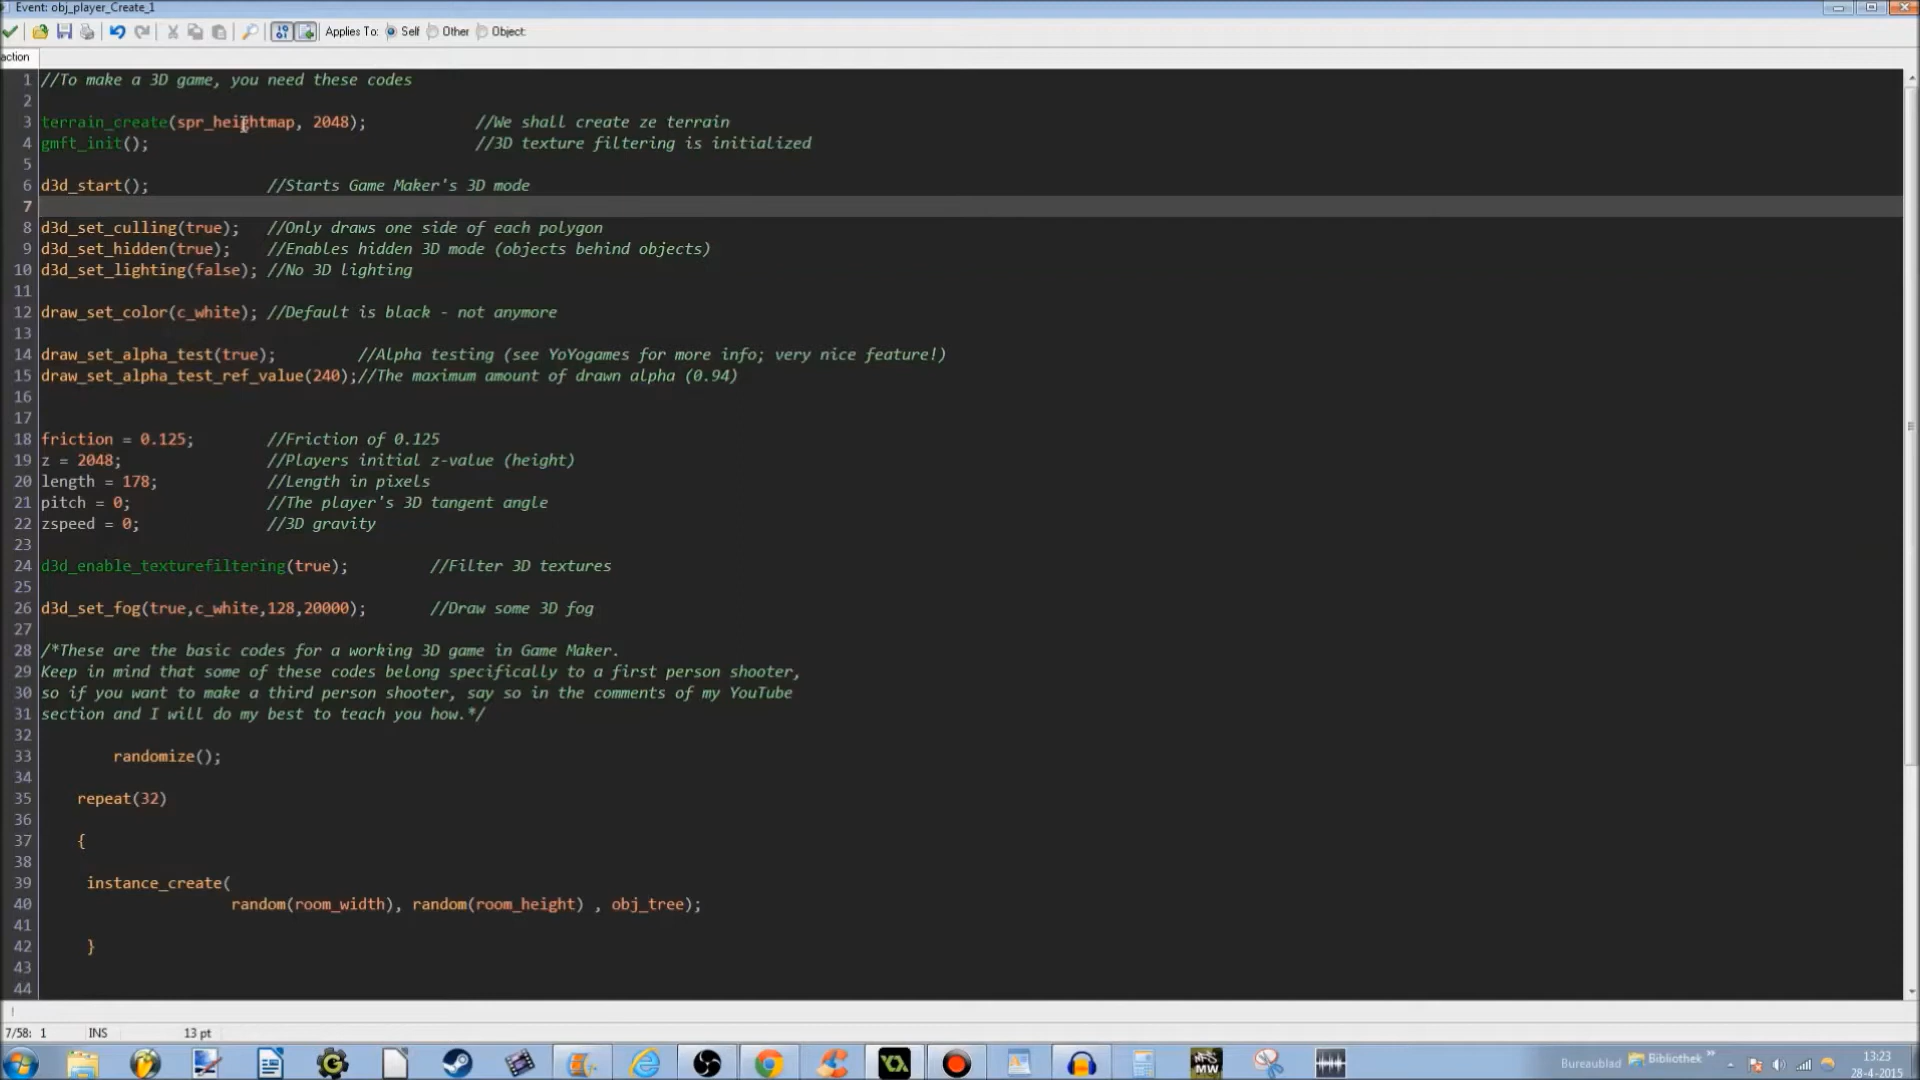 Event: obj_player_Create_1
Applies To: Self Other Object:
action
1 //To make a 3D game, you need these codes
2
3 terrain_create(spr_heightmap, 2048); //We shall create ze terrain
4 gmft_init(); //3D texture filtering is initialized
5
6 d3d_start(); //Starts Game Maker's 3D mode
7
8 d3d_set_culling(true); //Only draws one side of each polygon
9 d3d_set_hidden(true); //Enables hidden 3D mode (objects behind objects)
10 d3d_set_lighting(false); //No 3D lighting
11
12 draw_set_color(c_white); //Default is black - not anymore
13
14 draw_set_alpha_test(true); //Alpha testing (see YoYogames for more info; very nice feature!)
15 draw_set_alpha_test_ref_value(240);//The maximum amount of drawn alpha (0.94)
16
17
18 friction = 0.125; //Friction of 0.125
19 z = 2048; //Players initial z-value (height)
20 length = 178; //Length in pixels
21 pitch = 0; //The player's 3D tangent angle
22 zspeed = 0; //3D gravity
23
24 d3d_enable_texturefiltering(true); //Filter 3D textures
25
26 d3d_set_fog(true,c_white,128,20000); //Draw some 3D fog
27
28 /*These are the basic codes for a working 3D game in Game Maker.
29 Keep in mind that some of these codes belong specifically to a first person shooter,
30 so if you want to make a third person shooter, say so in the comments of my YouTube
31 section and I will do my best to teach you how.*/
32
33 randomize();
34
35 repeat(32)
36
37 {
38
39 instance_create(
40 random(room_width), random(room_height) , obj_tree);
41
42 }
43
44
7/58: 1 INS 13 pt
NFS MW
Bureaublad Bibliothek »
13:23
28-4-2015